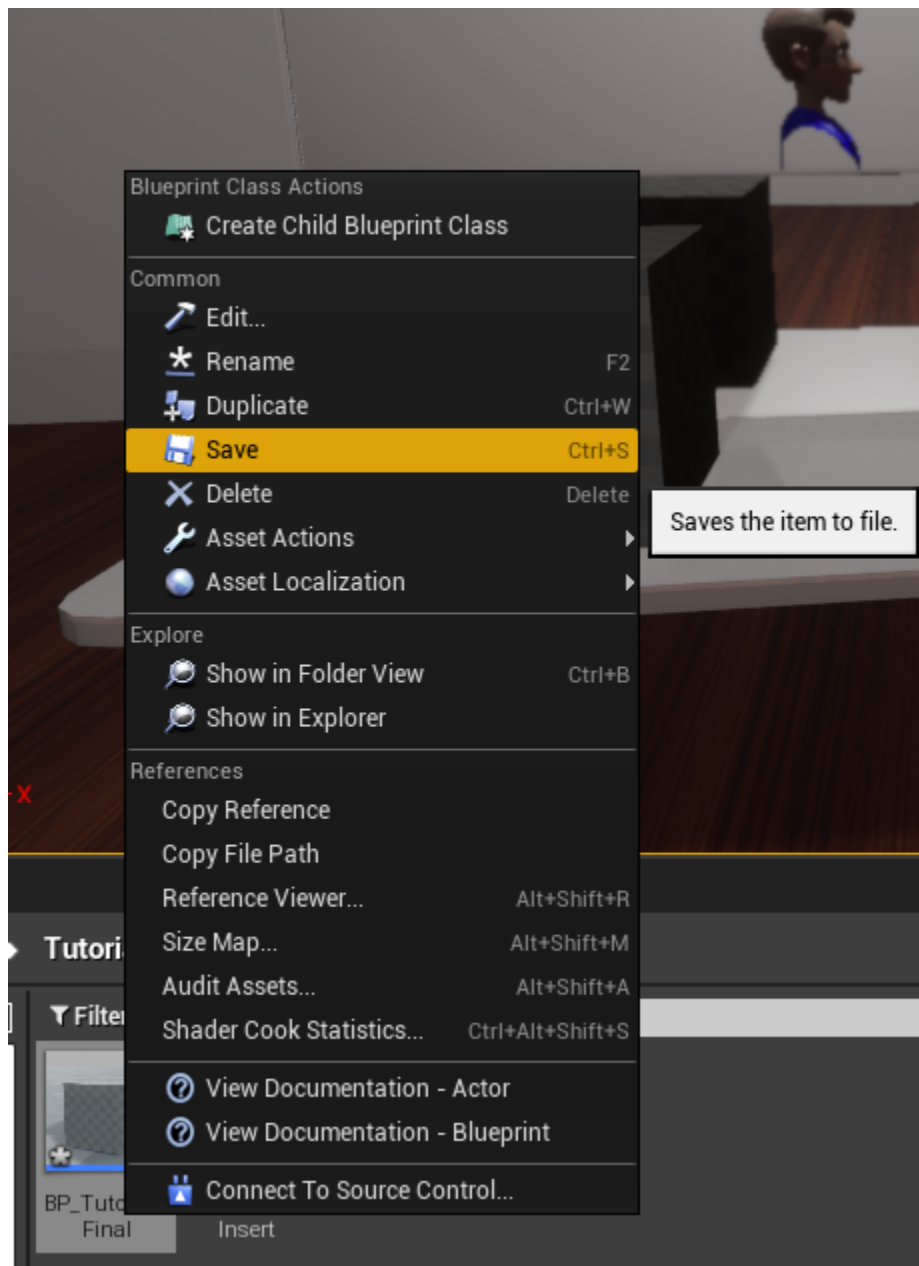 Blueprint Class Actions
Create Child Blueprint Class
Common
Edit...
Rename F2
Duplicate Ctrl+W
Save Ctrl+S
Delete Delete
Saves the item to file.
Asset Actions
Asset Localization
Explore
Show in Folder View Ctrl+B
Show in Explorer
References
X
Copy Reference
Copy File Path
Reference Viewer... Alt+Shift+R
Tutori
Size Map... Alt+Shift+M
Audit Assets... Alt+Shift+A
Filter
Shader Cook Statistics... Ctrl+Alt+Shift+S
View Documentation - Actor
View Documentation - Blueprint
Connect To Source Control...
BP_Tuto
Final
Insert